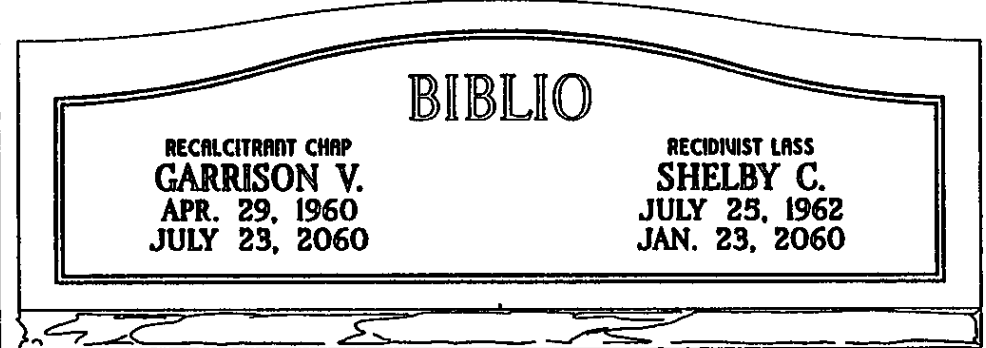 BIBLIO
RECALCITRANT CHAP
GARRISON V.
APR. 29, 1960
JULY 23, 2060
RECIDIVIST LASS
SHELBY C.
JULY 25, 1962
JAN. 23, 2060